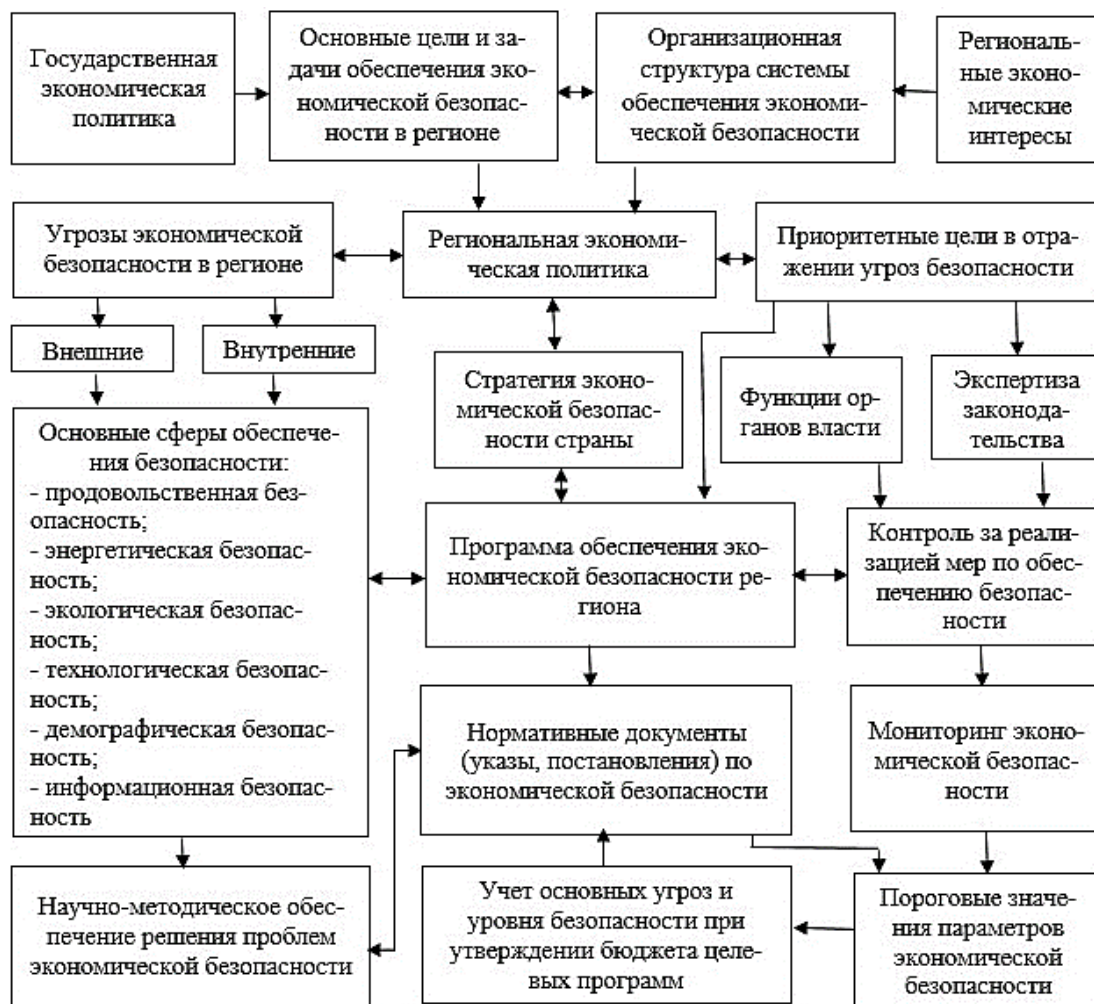 Государственная
экономическая
политика
Основные цели и за-
дачи обеспечения эко-
номической безопас-
ности в регионе
Организационная
структура системы
обеспечения экономи-
ческой безопасности
Региональ-
ные эконо-
мические
интересы
Угрозы экономической
безопасности в регионе
Региональная экономи-
ческая политика
Приоритетные цели в отра-
жении угроз безопасности
Внешние
Внутренние
Стратегия эконо-
мической безопас-
ности страны
Функции ор-
ганов власти
Экспертиза
законода-
тельства
Основные сферы обеспече-
ния безопасности:
- продовольственная без-
опасность;
- энергетическая безопас-
ность;
- экологическая безопас-
ность;
- технологическая безопас-
ность;
- демографическая безопас-
ность;
- информационная безопас-
ность
Программа обеспечения эко-
номической безопасности ре-
гиона
Контроль за реали-
зацией мер по обес-
печению безопасно-
ности
Нормативные документы
(указы, постановления) по
экономической безопасности
Мониторинг эконо-
мической безопас-
ности
Научно-методическое обес-
печение решения проблем
экономической безопасности
Учет основных угроз и
уровня безопасности при
утверждении бюджета целе-
вых программ
Пороговые значе-
ния параметров
экономической
безопасности